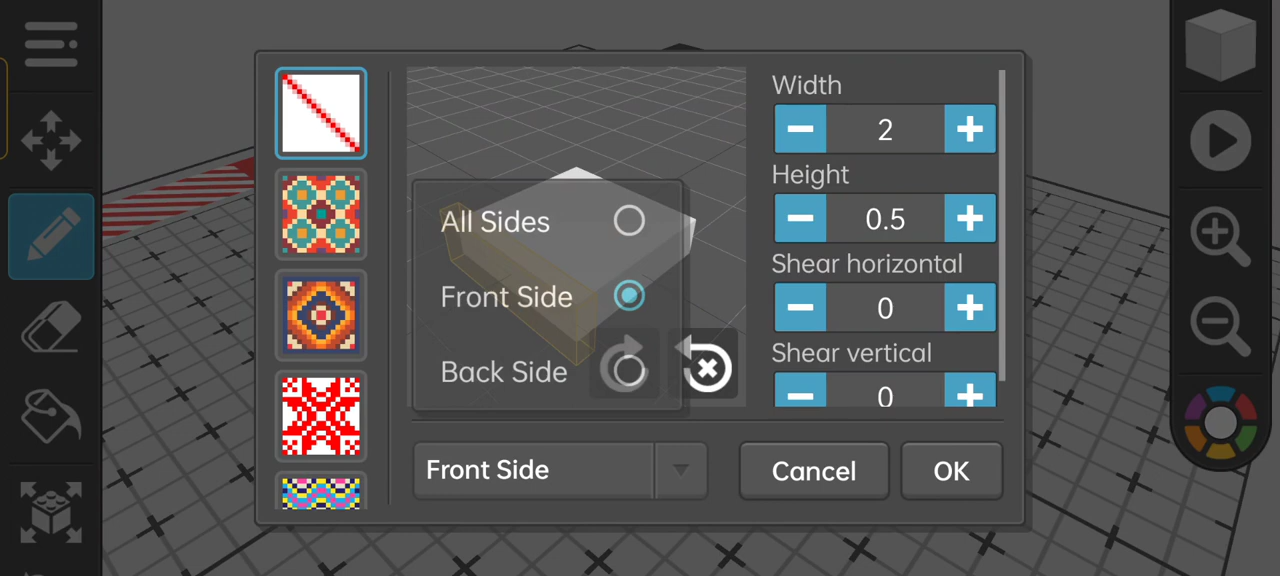 Width
2
Height
0.5
Shear horizontal
0
Shear vertical
0
All Sides
Front Side
Back Side
Front Side
Cancel
OK